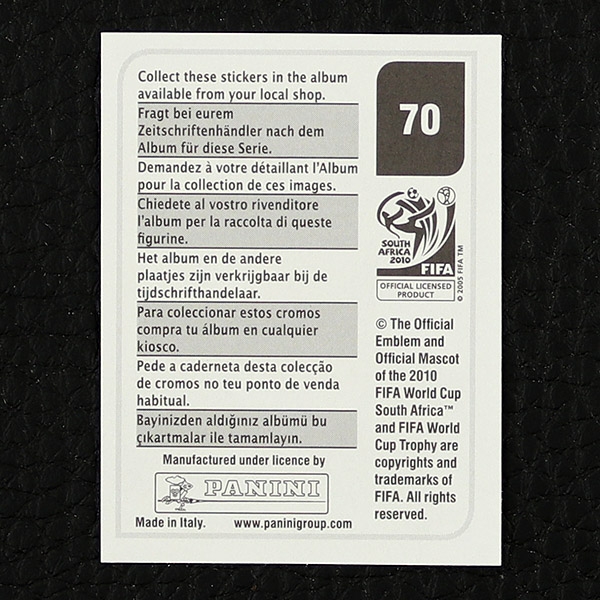 Collect these stickers in the album
available from your local shop.
Fragt bei eurem
Zeitschriftenhändler nach dem
Album für diese Serie.
Demandez à votre détaillant l'Album
pour la collection de ces images.
Chiedete al vostro rivenditore
l'album per la raccolta di queste
figurine.
Het album en de andere
plaatjes zijn verkrijgbaar bij de
tijdschrifthandelaar.
Para coleccionar estos cromos
compra tu álbum en cualquier
kiosco.
Pede a caderneta desta colecção
de cromos no teu ponto de venda
habitual.
Bayinizden aldığınız albümü bu
çıkartmalar ile tamamlayın.
Manufactured under licence by
PANINI
Made in Italy. www.paninigroup.com
70
SOUTH
AFRICA
2010
FIFA
OFFICIAL LICENSED
PRODUCT
© 2005 FIFA TM
© The Official
Emblem and
Official Mascot
of the 2010
FIFA World Cup
South Africa™
and FIFA World
Cup Trophy are
copyrights and
trademarks of
FIFA. All rights
reserved.